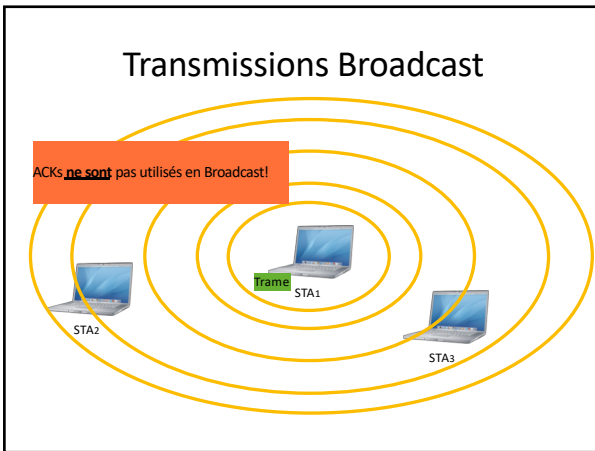 Transmissions Broadcast
ACKs ne sont pas utilisés en Broadcast!
Trame
STA1
STA2
STA3